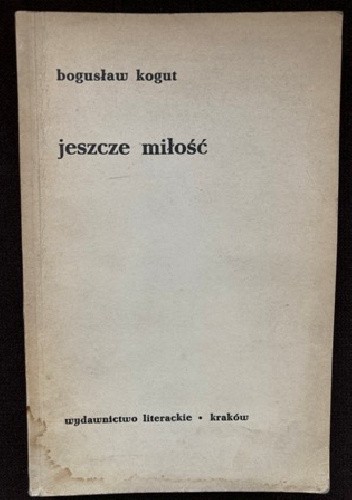 bogusław kogut
jeszcze miłość
wydawnictwo literackie • kraków